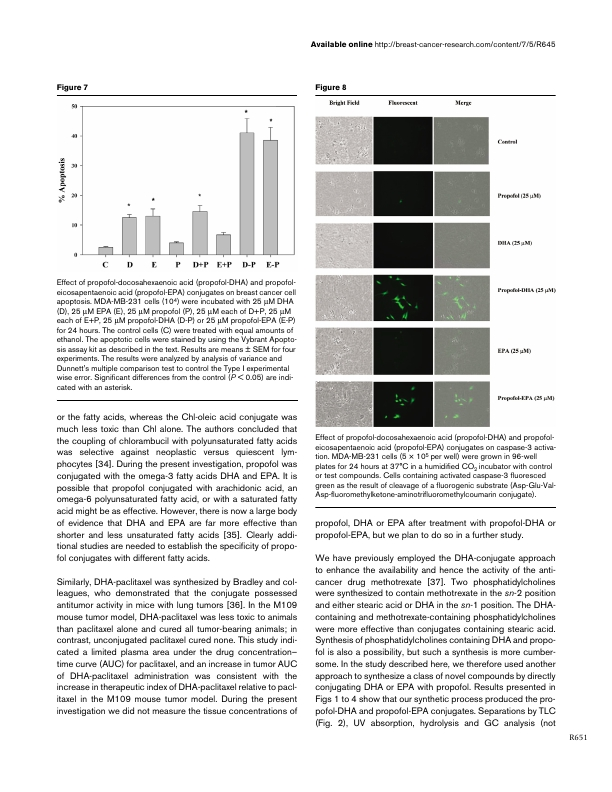 Available online http://breast-cancer-research.com/content/7/5/R645
Figure 7
50
40
30
20
10
0
% Apoptosis
*
*
*
*
*
C D E P D+P E+P D-P E-P
Effect of propofol-docosahexaenoic acid (propofol-DHA) and propofol-
eicosapentaenoic acid (propofol-EPA) conjugates on breast cancer cell
apoptosis. MDA-MB-231 cells (10⁴) were incubated with 25 μM DHA
(D), 25 μM EPA (E), 25 μM propofol (P), 25 μM each of D+P, 25 μM
each of E+P, 25 μM propofol-DHA (D-P) or 25 μM propofol-EPA (E-P)
for 24 hours. The control cells (C) were treated with equal amounts of
ethanol. The apoptotic cells were stained by using the Vybrant Apopto-
sis assay kit as described in the text. Results are means ± SEM for four
experiments. The results were analyzed by analysis of variance and
Dunnett's multiple comparison test to control the Type I experimental
wise error. Significant differences from the control (P < 0.05) are indi-
cated with an asterisk.
or the fatty acids, whereas the Chl-oleic acid conjugate was
much less toxic than Chl alone. The authors concluded that
the coupling of chlorambucil with polyunsaturated fatty acids
was selective against neoplastic versus quiescent lym-
phocytes [34]. During the present investigation, propofol was
conjugated with the omega-3 fatty acids DHA and EPA. It is
possible that propofol conjugated with arachidonic acid, an
omega-6 polyunsaturated fatty acid, or with a saturated fatty
acid might be as effective. However, there is now a large body
of evidence that DHA and EPA are far more effective than
shorter and less unsaturated fatty acids [35]. Clearly addi-
tional studies are needed to establish the specificity of propo-
fol conjugates with different fatty acids.
Similarly, DHA-paclitaxel was synthesized by Bradley and col-
leagues, who demonstrated that the conjugate possessed
antitumor activity in mice with lung tumors [36]. In the M109
mouse tumor model, DHA-paclitaxel was less toxic to animals
than paclitaxel alone and cured all tumor-bearing animals; in
contrast, unconjugated paclitaxel cured none. This study indi-
cated a limited plasma area under the drug concentration–
time curve (AUC) for paclitaxel, and an increase in tumor AUC
of DHA-paclitaxel administration was consistent with the
increase in therapeutic index of DHA-paclitaxel relative to pacl-
itaxel in the M109 mouse tumor model. During the present
investigation we did not measure the tissue concentrations of
Figure 8
Bright Field Fluorescent Merge
Control
Propofol (25 μM)
DHA (25 μM)
Propofol-DHA (25 μM)
EPA (25 μM)
Propofol-EPA (25 μM)
Effect of propofol-docosahexaenoic acid (propofol-DHA) and propofol-
eicosapentaenoic acid (propofol-EPA) conjugates on caspase-3 activa-
tion. MDA-MB-231 cells (5 × 10⁵ per well) were grown in 96-well
plates for 24 hours at 37°C in a humidified CO₂ incubator with control
or test compounds. Cells containing activated caspase-3 fluoresced
green as the result of cleavage of a fluorogenic substrate (Asp-Glu-Val-
Asp-fluoromethylketone-aminotrifluoromethylcoumarin conjugate).
propofol, DHA or EPA after treatment with propofol-DHA or
propofol-EPA, but we plan to do so in a further study.
We have previously employed the DHA-conjugate approach
to enhance the availability and hence the activity of the anti-
cancer drug methotrexate [37]. Two phosphatidylcholines
were synthesized to contain methotrexate in the sn-2 position
and either stearic acid or DHA in the sn-1 position. The DHA-
containing and methotrexate-containing phosphatidylcholines
were more effective than conjugates containing stearic acid.
Synthesis of phosphatidylcholines containing DHA and propo-
fol is also a possibility, but such a synthesis is more cumber-
some. In the study described here, we therefore used another
approach to synthesize a class of novel compounds by directly
conjugating DHA or EPA with propofol. Results presented in
Figs 1 to 4 show that our synthetic process produced the pro-
pofol-DHA and propofol-EPA conjugates. Separations by TLC
(Fig. 2), UV absorption, hydrolysis and GC analysis (not
R651